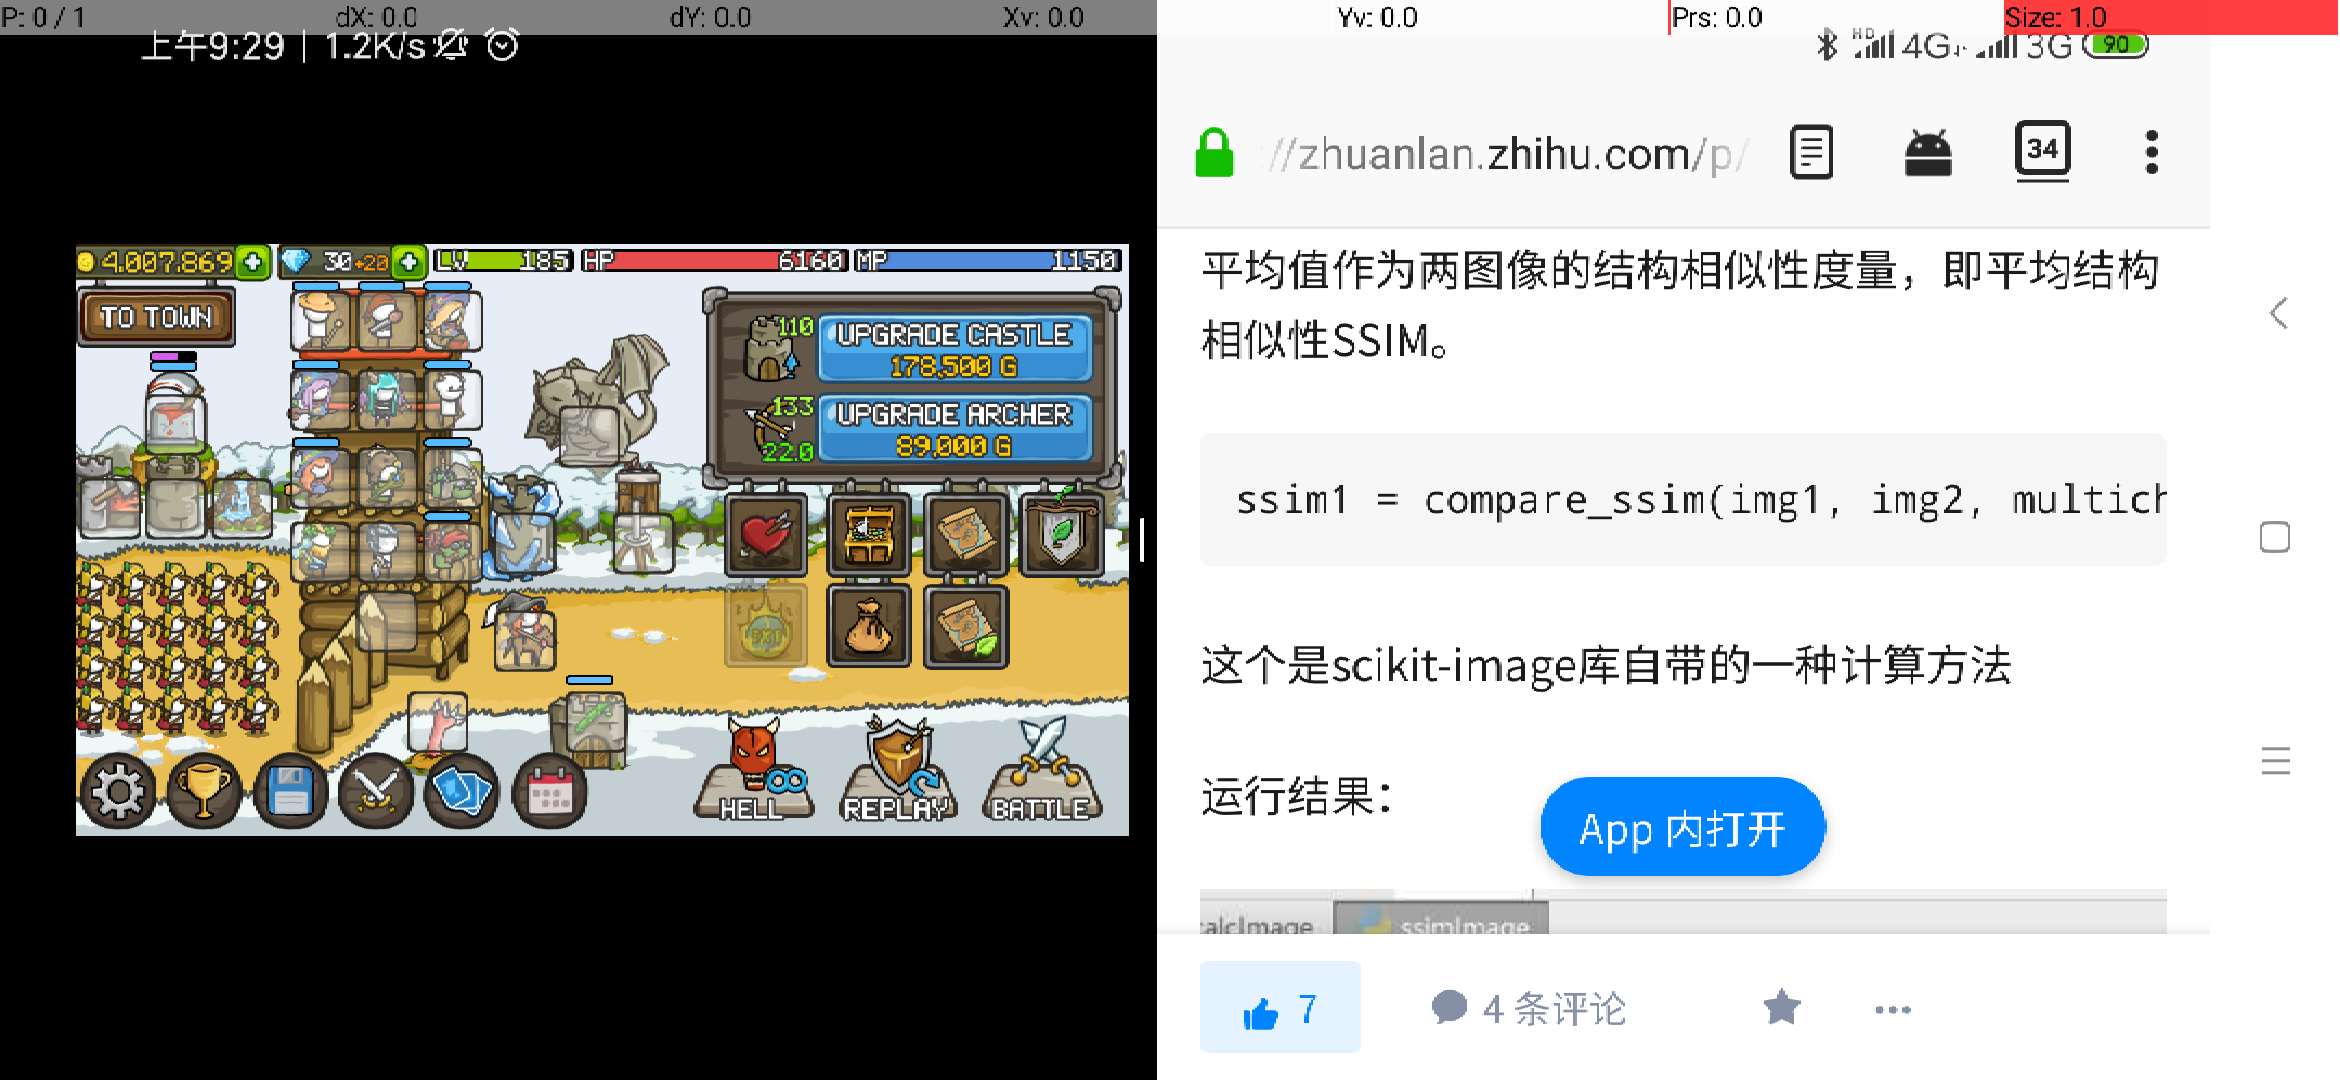 P: 0 / 1
dX: 0.0
dY: 0.0
Xv: 0.0
Yv: 0.0
Prs: 0.0
Size: 1.0
上午9:29 | 1.2K/s
HD 4G 3G 90
4,007,869
30+20
LV 185
HP 6160
MP 1150
TO TOWN
110
UPGRADE CASTLE
178,500 G
133
UPGRADE ARCHER
22.0
89,000 G
EXIT
HELL
REPLAY
BATTLE
://zhuanlan.zhihu.com/p/
34
平均值作为两图像的结构相似性度量，即平均结构
相似性SSIM。
ssim1 = compare_ssim(img1, img2, multich
这个是scikit-image库自带的一种计算方法
运行结果：
App 内打开
alcImage
ssimImage
7
4 条评论